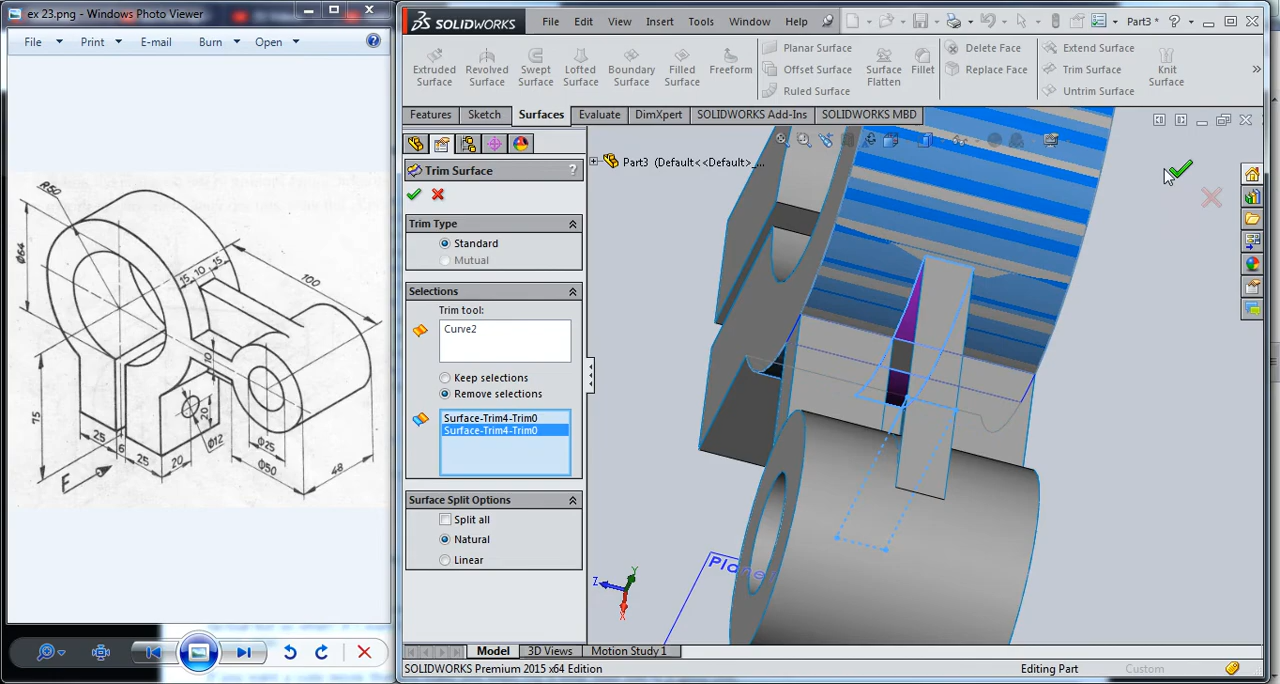 ex 23.png - Windows Photo Viewer
File Print E-mail Burn Open
R50
Ø64
15 10 15
100
10
75
20
Ø12
25
6
25
20
Ø25
Ø50
48
F
SOLIDWORKS
File Edit View Insert Tools Window Help
Part3 *
Extruded Surface
Revolved Surface
Swept Surface
Lofted Surface
Boundary Surface
Filled Surface
Freeform
Planar Surface
Offset Surface
Ruled Surface
Surface Flatten
Fillet
Delete Face
Replace Face
Extend Surface
Trim Surface
Untrim Surface
Knit Surface
Features Sketch Surfaces Evaluate DimXpert SOLIDWORKS Add-Ins SOLIDWORKS MBD
Part3 (Default<<Default>_...
Trim Surface ?
Trim Type
Standard
Mutual
Selections
Trim tool:
Curve2
Keep selections
Remove selections
Surface-Trim4-Trim0
Surface-Trim4-Trim0
Surface Split Options
Split all
Natural
Linear
Z
Y
X
Model 3D Views Motion Study 1
SOLIDWORKS Premium 2015 x64 Edition
Editing Part
Custom